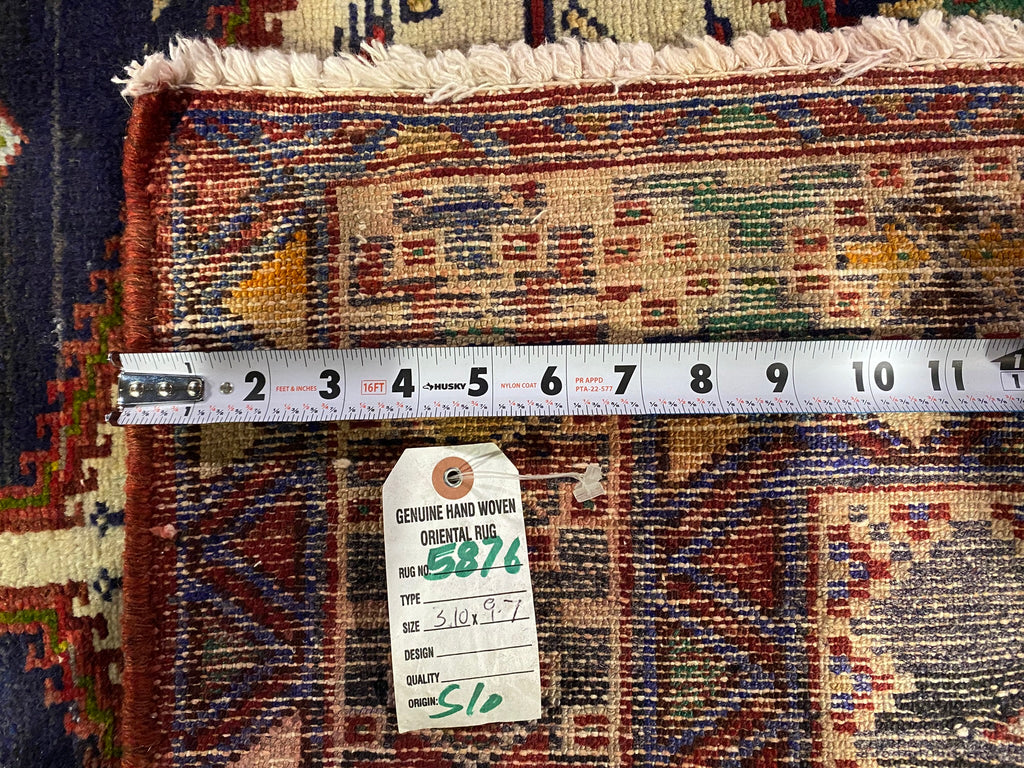 1 2 FEET & INCHES 3 16FT 4 HUSKY 5 NYLON COAT 6 PR APPD PTA-22-577 7 8 9 10 11
GENUINE HAND WOVEN
ORIENTAL RUG
RUG NO. 5876
TYPE
SIZE 3.10 x 9.7
DESIGN
QUALITY
ORIGIN: S10